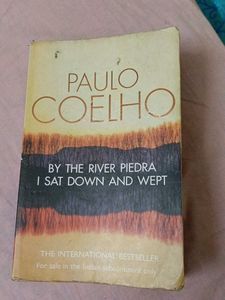 PAULO
COELHO
BY THE RIVER PIEDRA
I SAT DOWN AND WEPT
THE INTERNATIONAL BESTSELLER
For sale in the Indian subcontinent only